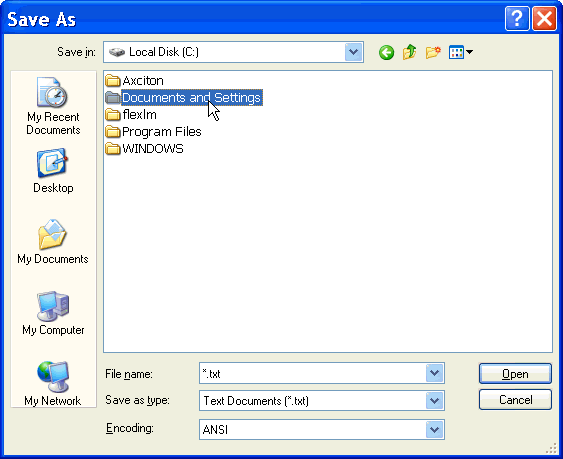 Save As
Save in: Local Disk (C:)
Axciton
Documents and Settings
flexlm
Program Files
WINDOWS
My Recent
Documents
Desktop
My Documents
My Computer
My Network
File name: *.txt Open
Save as type: Text Documents (*.txt) Cancel
Encoding: ANSI